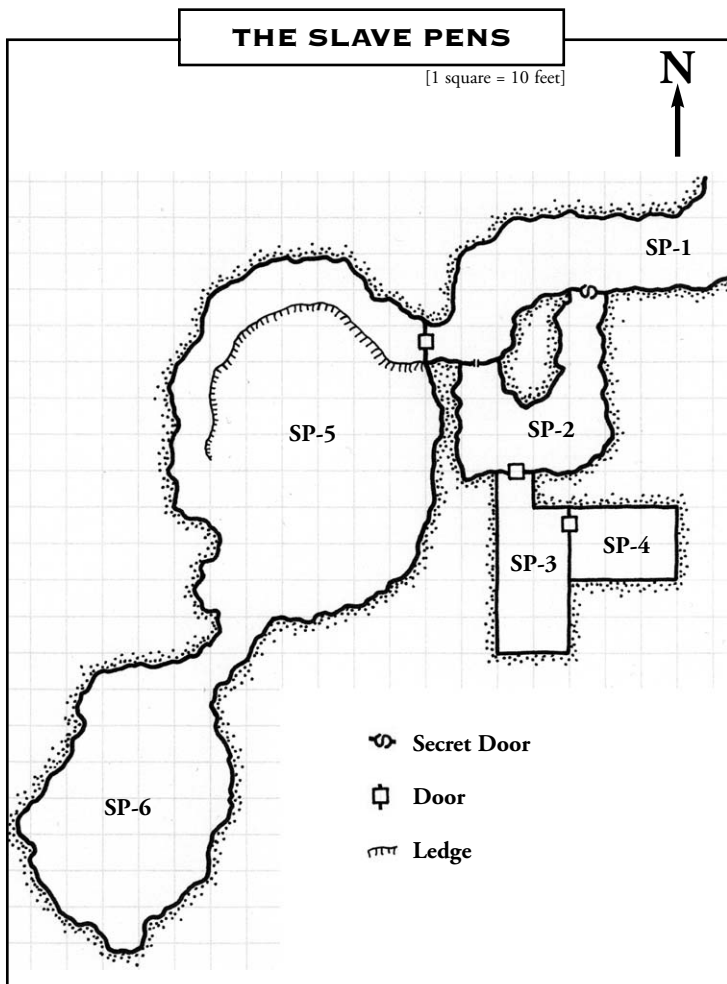 THE SLAVE PENS
[1 square = 10 feet]
N
SP-1
SP-2
SP-5
SP-3
SP-4
SP-6
Secret Door
Door
Ledge